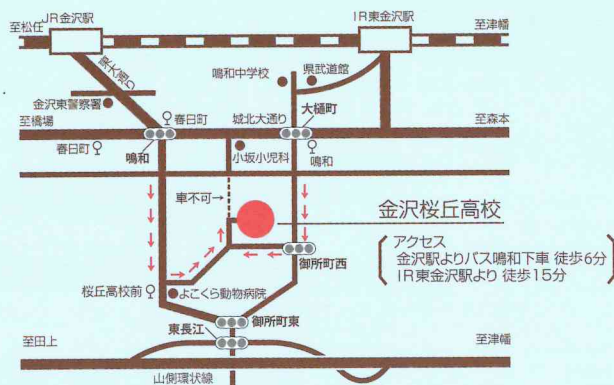 JR金沢駅
IR東金沢駅
至松任
至津幡
駅大通り
鳴和中学校
県武道館
金沢東警察署
春日町
城北大通り
大樋町
至橋場
至森本
春日町
鳴和
小坂小児科
鳴和
車不可→
金沢桜丘高校
アクセス
金沢駅よりバス鳴和下車 徒歩6分
IR東金沢駅より 徒歩15分
御所町西
桜丘高校前
よこくら動物病院
御所町東
東長江
至田上
至津幡
山側環状線